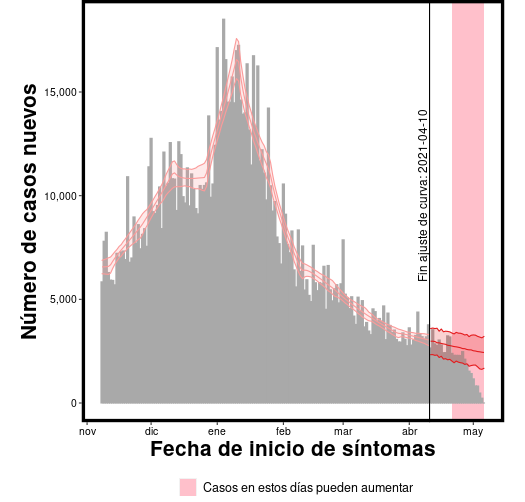 Número de casos nuevos
15,000
10,000
5,000
0
Fin ajuste de curva: 2021-04-10
nov dic ene feb mar abr may
Fecha de inicio de síntomas
Casos en estos días pueden aumentar